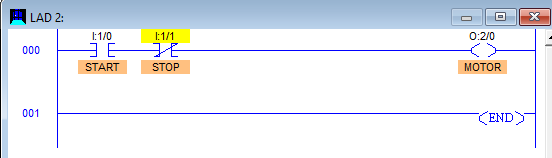 LAD 2:
I:1/0 I:1/1 O:2/0
000
START STOP MOTOR
001 END